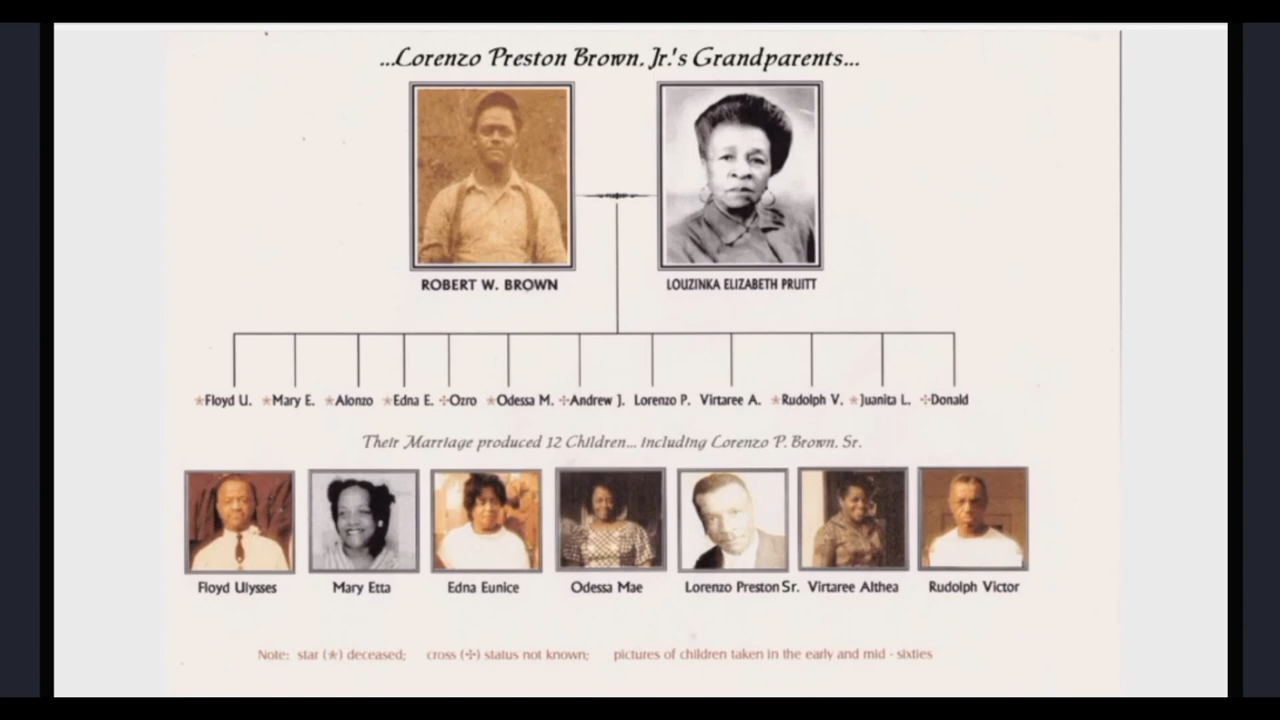 ...Lorenzo Preston Brown, Jr.'s Grandparents...
ROBERT W. BROWN
LOUZINKA ELIZABETH PRUITT
*Floyd U. *Mary E. *Alonzo *Edna E. ÷Ozro *Odessa M. ÷Andrew J. Lorenzo P. Virtaree A. *Rudolph V. *Juanita L. ÷Donald
Their Marriage produced 12 Children... including Lorenzo P. Brown, Sr.
Floyd Ulysses Mary Etta Edna Eunice Odessa Mae Lorenzo Preston Sr. Virtaree Althea Rudolph Victor
Note: star (*) deceased; cross (÷) status not known; pictures of children taken in the early and mid - sixties